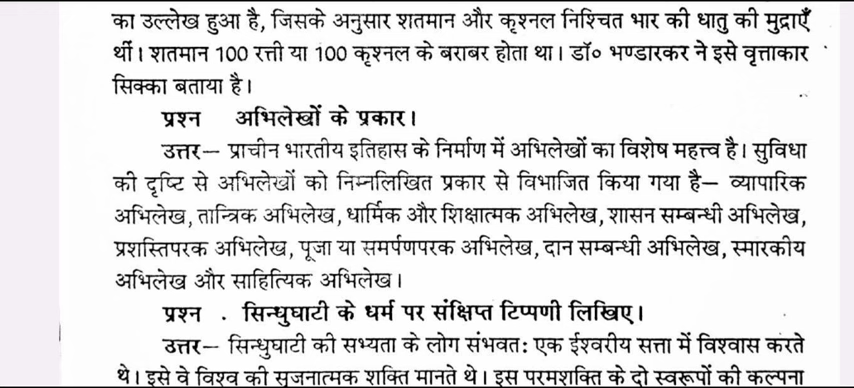 का उल्लेख हुआ है, जिसके अनुसार शतमान और कृश्नल निश्चित भार की धातु की मुद्राएँ
थीं। शतमान 100 रत्ती या 100 कृश्नल के बराबर होता था। डॉ० भण्डारकर ने इसे वृत्ताकार
सिक्का बताया है।
प्रश्न अभिलेखों के प्रकार।
उत्तर— प्राचीन भारतीय इतिहास के निर्माण में अभिलेखों का विशेष महत्त्व है। सुविधा
की दृष्टि से अभिलेखों को निम्नलिखित प्रकार से विभाजित किया गया है— व्यापारिक
अभिलेख, तान्त्रिक अभिलेख, धार्मिक और शिक्षात्मक अभिलेख, शासन सम्बन्धी अभिलेख,
प्रशस्तिपरक अभिलेख, पूजा या समर्पणपरक अभिलेख, दान सम्बन्धी अभिलेख, स्मारकीय
अभिलेख और साहित्यिक अभिलेख।
प्रश्न . सिन्धुघाटी के धर्म पर संक्षिप्त टिप्पणी लिखिए।
उत्तर— सिन्धुघाटी की सभ्यता के लोग संभवत: एक ईश्वरीय सत्ता में विश्वास करते
थे। इसे वे विश्व की सृजनात्मक शक्ति मानते थे। इस परमशक्ति के दो स्वरूपों की कल्पना